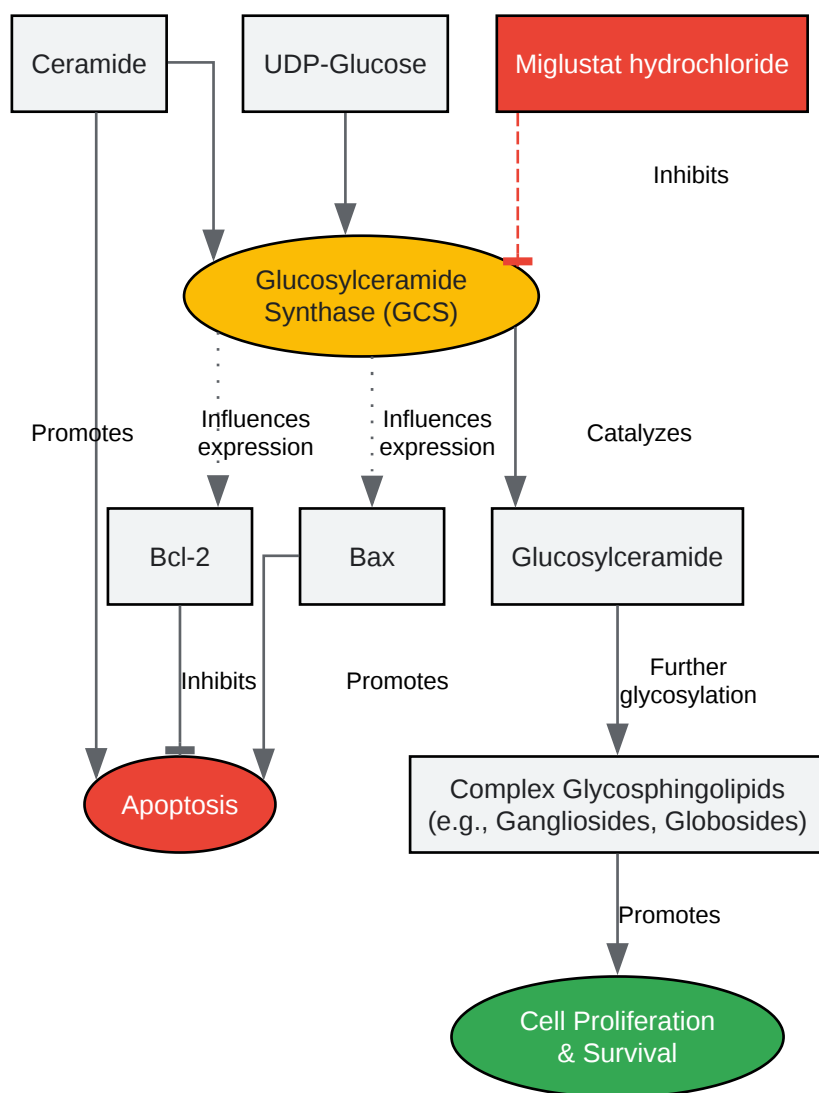 Ceramide
UDP-Glucose
Miglustat hydrochloride
Inhibits
Glucosylceramide
Synthase (GCS)
Promotes
Influences
expression
Influences
expression
Catalyzes
Bcl-2
Bax
Glucosylceramide
Inhibits
Promotes
Further
glycosylation
Apoptosis
Complex Glycosphingolipids
(e.g., Gangliosides, Globosides)
Promotes
Cell Proliferation
& Survival